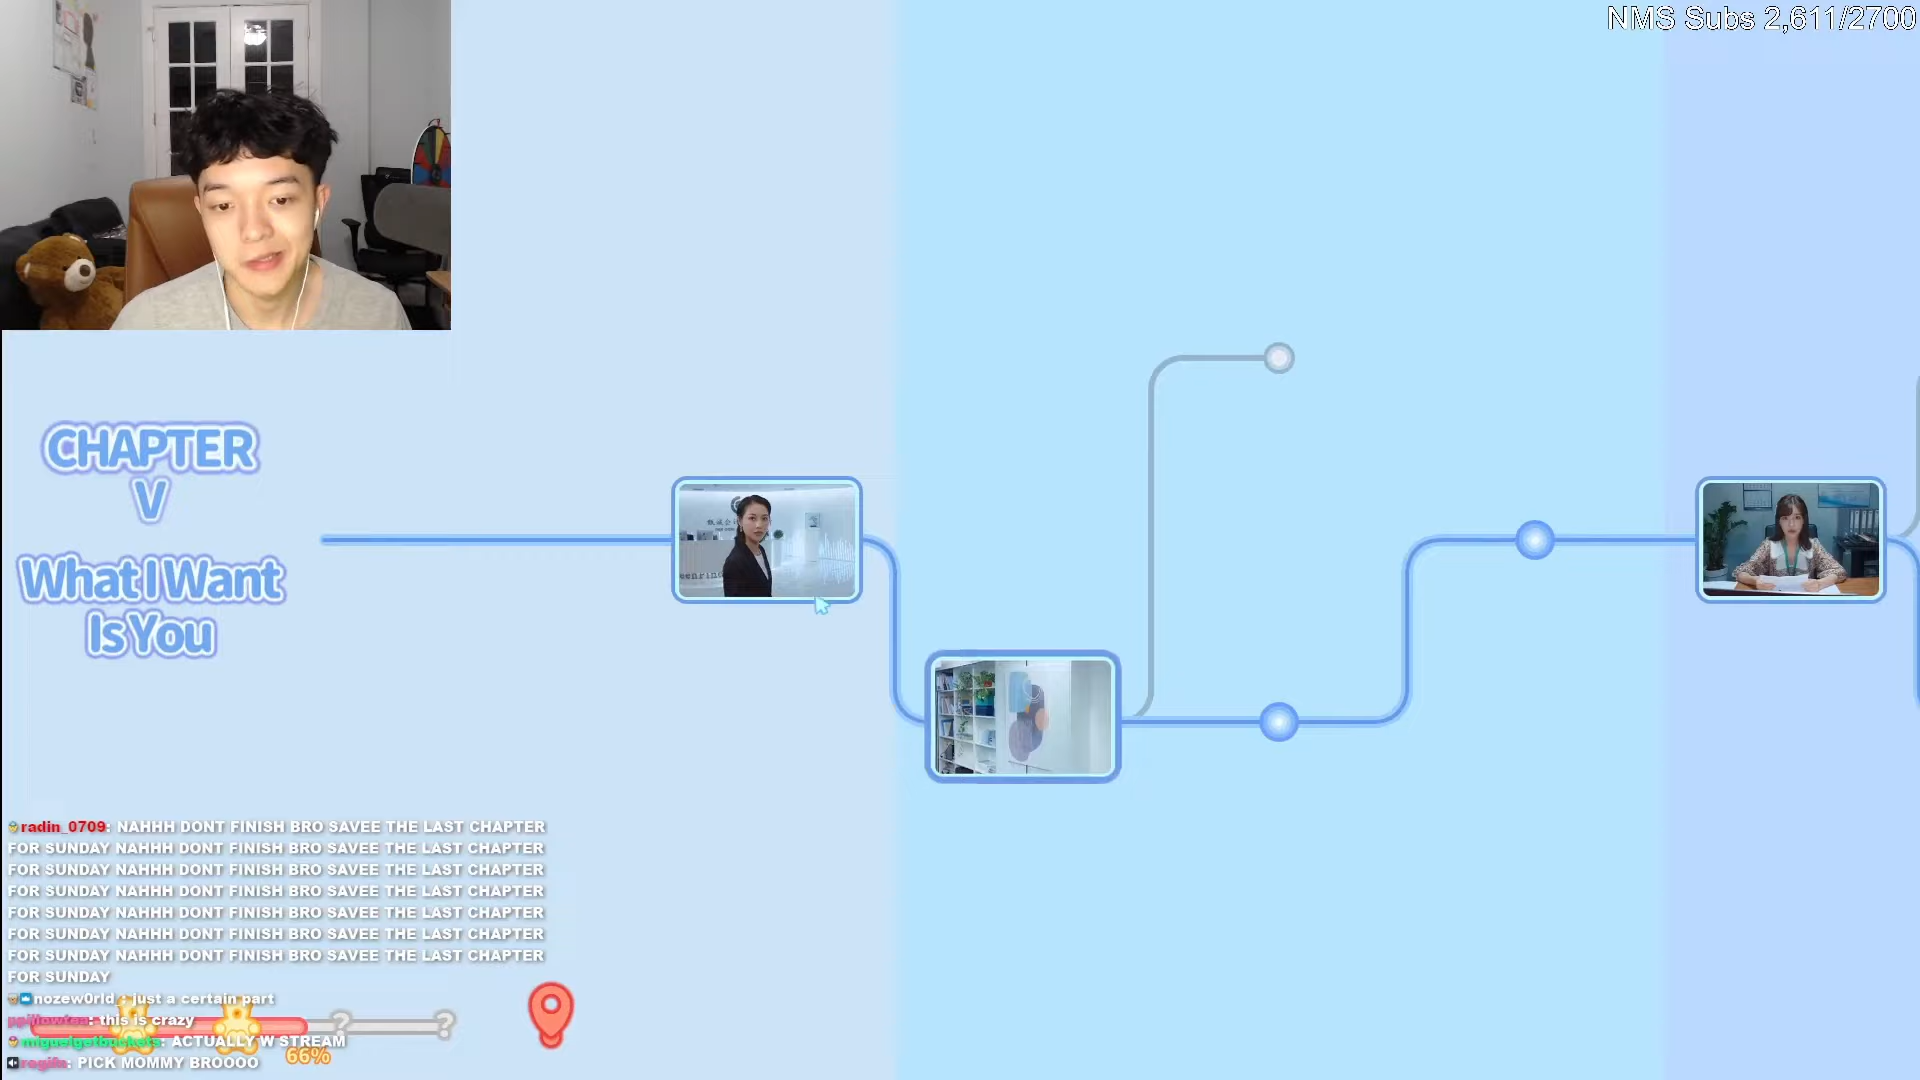 NMS Subs 2,611/2700
CHAPTER
V
What I Want
Is You
radin_0709: NAHHH DONT FINISH BRO SAVEE THE LAST CHAPTER
FOR SUNDAY NAHHH DONT FINISH BRO SAVEE THE LAST CHAPTER
FOR SUNDAY NAHHH DONT FINISH BRO SAVEE THE LAST CHAPTER
FOR SUNDAY NAHHH DONT FINISH BRO SAVEE THE LAST CHAPTER
FOR SUNDAY NAHHH DONT FINISH BRO SAVEE THE LAST CHAPTER
FOR SUNDAY NAHHH DONT FINISH BRO SAVEE THE LAST CHAPTER
FOR SUNDAY NAHHH DONT FINISH BRO SAVEE THE LAST CHAPTER
FOR SUNDAY
nozew0rld : just a certain part
: this is crazy
miguelgetbuckets: ACTUALLY W STREAM
: PICK MOMMY BROOOO
? ?
66%